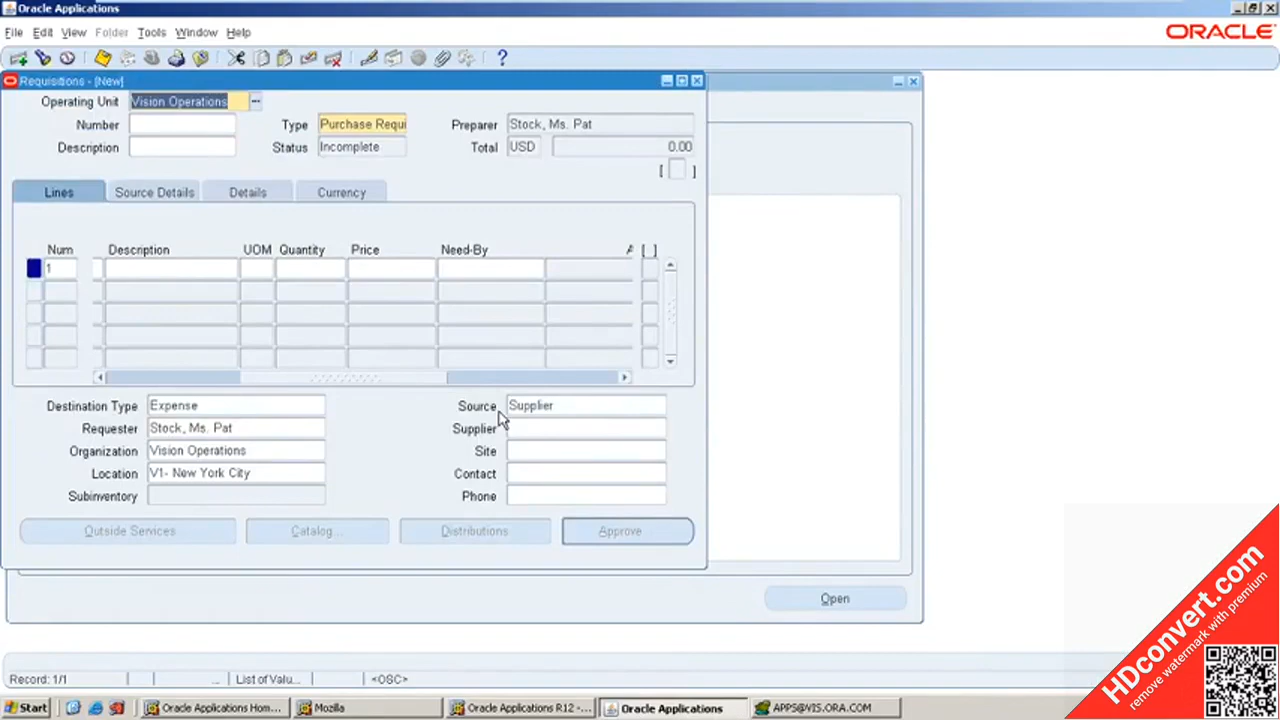 Oracle Applications
File Edit View Folder Tools Window Help
ORACLE
Requisitions - [New]
Operating Unit Vision Operations
Number Type Purchase Requi Preparer Stock, Ms. Pat
Description Status Incomplete Total USD 0.00
[ ]
Lines Source Details Details Currency
Num Description UOM Quantity Price Need-By [ ]
1
Destination Type Expense Source Supplier
Requester Stock, Ms. Pat Supplier
Organization Vision Operations Site
Location V1- New York City Contact
Subinventory Phone
Outside Services Catalog... Distributions Approve
Open
Record: 1/1 ... List of Valu... <OSC>
Start Oracle Applications Hom... Mozilla Oracle Applications R12 -... Oracle Applications APPS@VIS.ORA.COM
HDconvert.com
remove watermark with premium